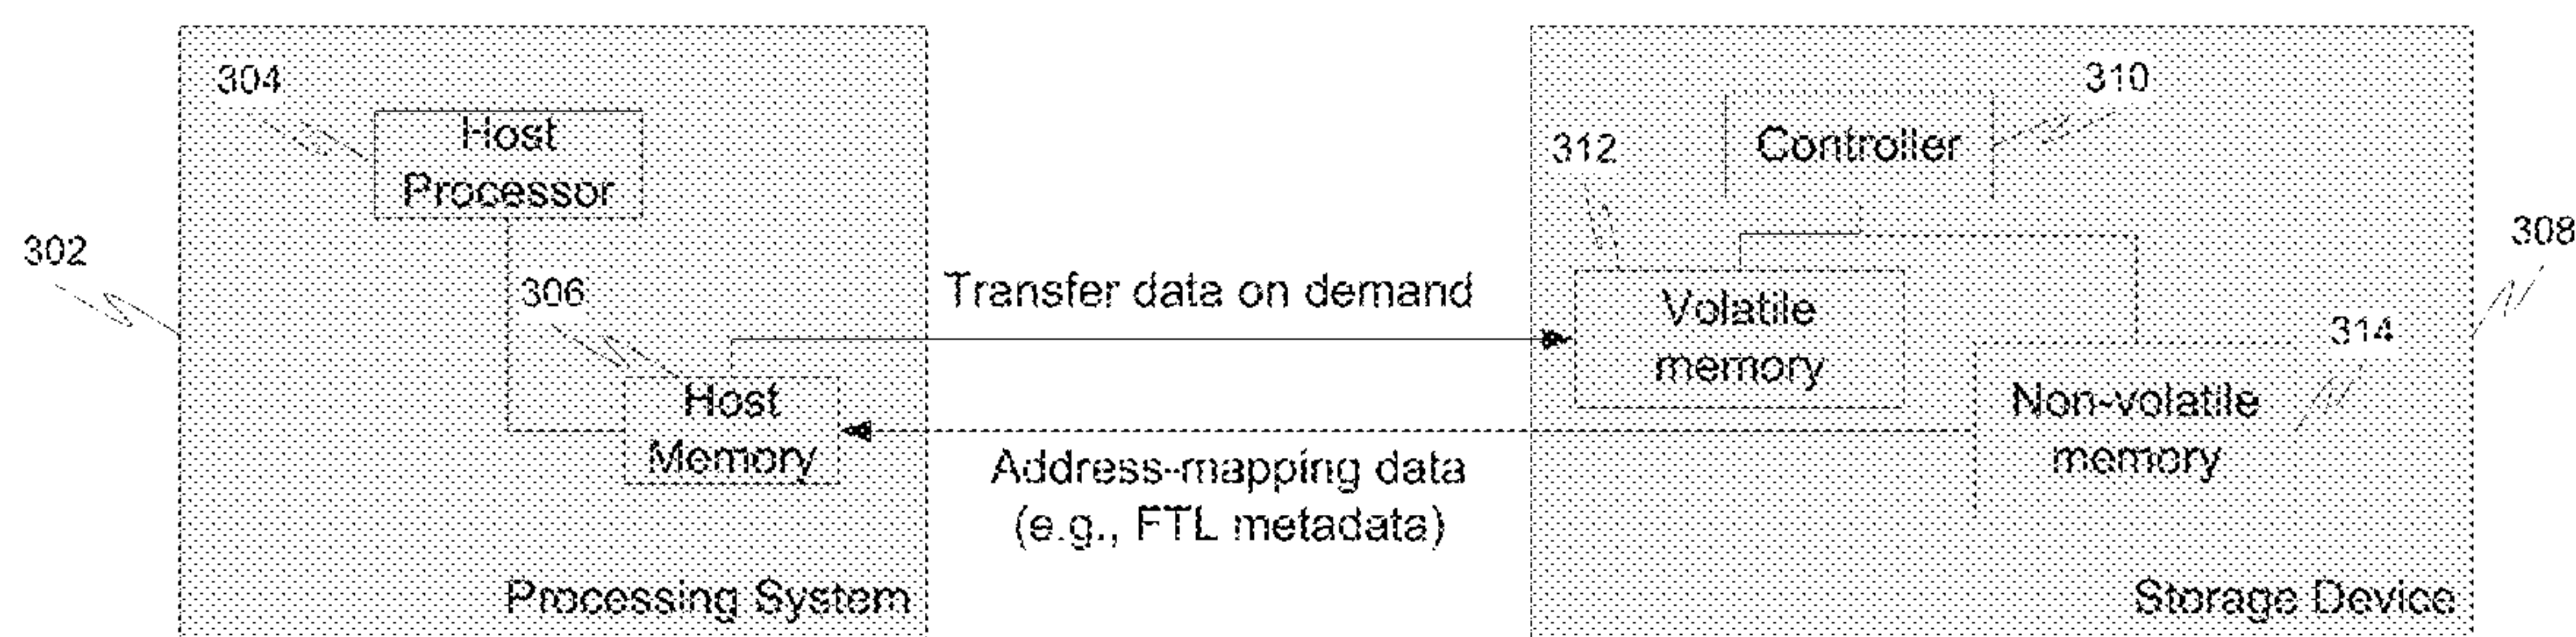 304
Host
Processor
302
306
Host
Memory
Processing System
Transfer data on demand
Address-mapping data
(e.g., FTL metadata)
310
Controller
312
308
Volatile
memory
314
Non-volatile
memory
Storage Device